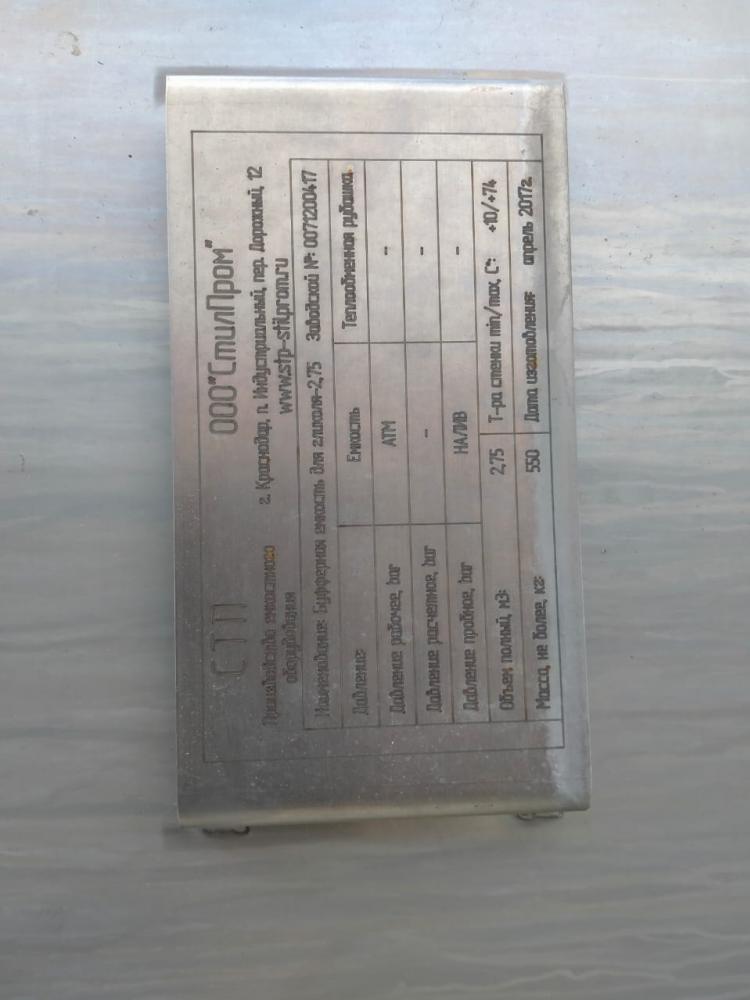 СТП ООО"СтилПром"
Производство емкостного оборудования г. Краснодар, п. Индустриальный, пер. Дорожный, 12
www.stp-stilprom.ru
Наименование: Буфферная емкость для гликоля-2,75 Заводской №: 0071200417
Давление: Емкость Теплообменная рубашка
Давление рабочее, bar АТМ -
Давление расчетное, bar - -
Давление пробное, bar НАЛИВ -
Объем полный, м3: 2,75 Т-ра стенки min/max, С°: +10/+74
Масса, не более, кг: 550 Дата изготовления: апрель 2017г.